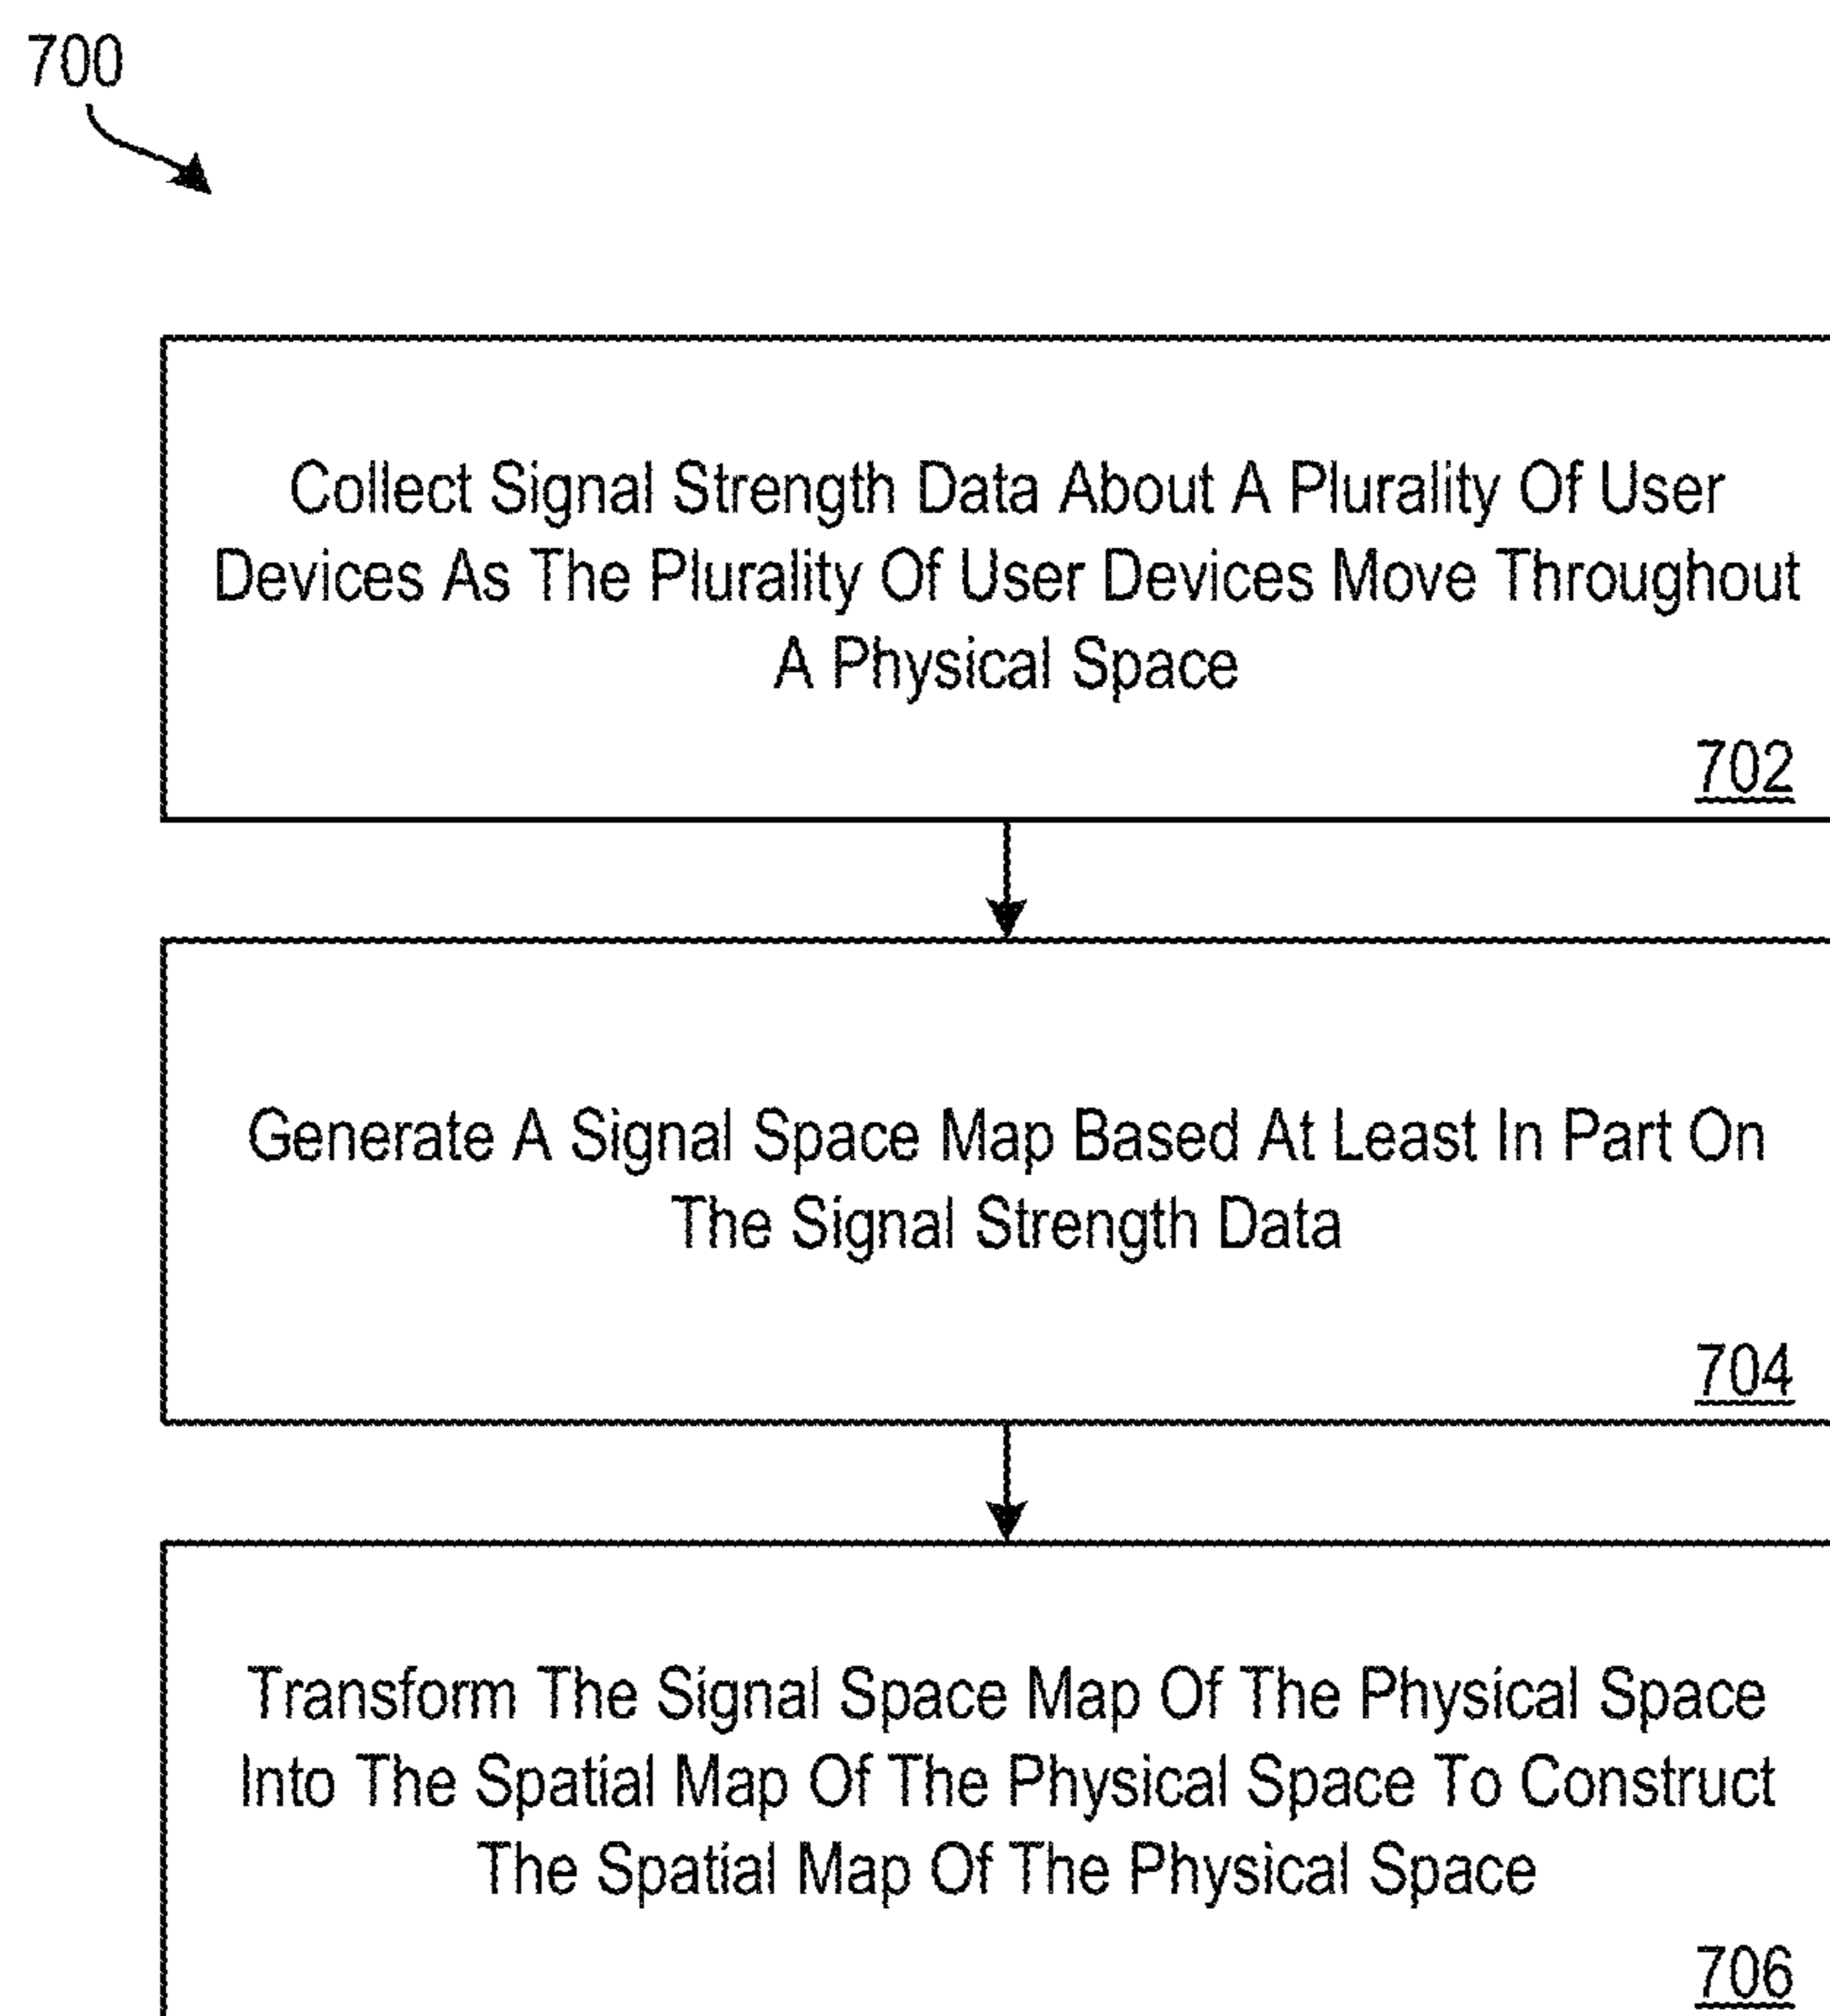 700
Collect Signal Strength Data About A Plurality Of User
Devices As The Plurality Of User Devices Move Throughout
A Physical Space
702
Generate A Signal Space Map Based At Least In Part On
The Signal Strength Data
704
Transform The Signal Space Map Of The Physical Space
Into The Spatial Map Of The Physical Space To Construct
The Spatial Map Of The Physical Space
706